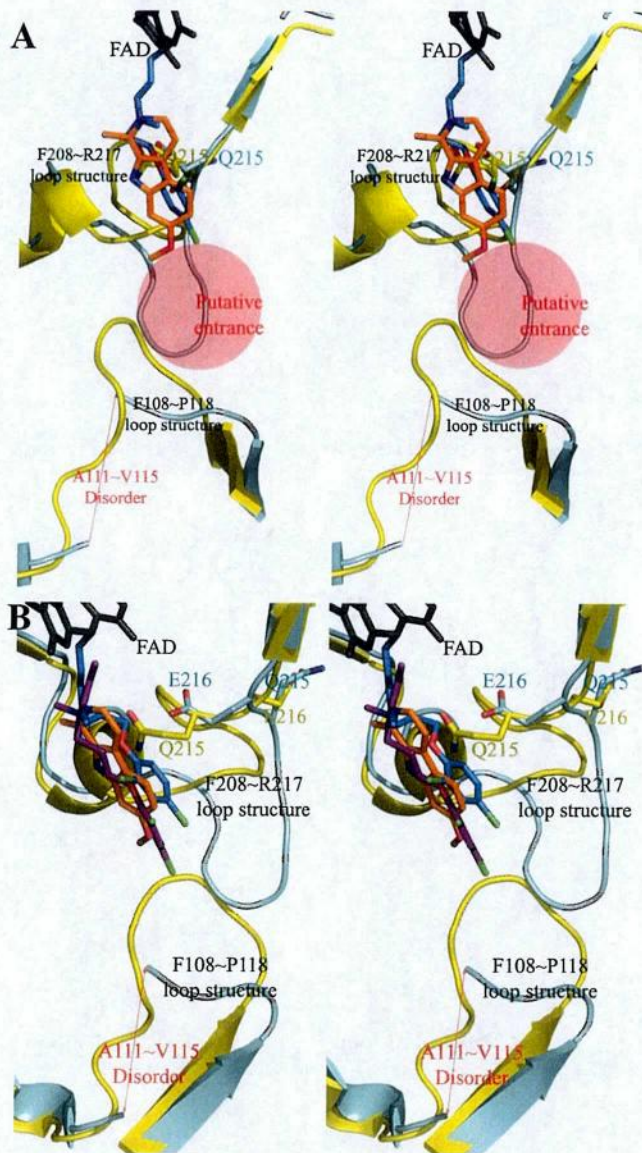 A
FAD
F208~R217
loop structure
Q215
Q215
Putative
entrance
F108~P118
loop structure
A111~V115
Disorder
FAD
F208~R217
loop structure
Q215
Putative
entrance
F108~P118
loop structure
A111~V115
Disorder
B
FAD
E216
Q215
Q215
F208~R217
loop structure
F108~P118
loop structure
A111~V115
Disorder
FAD
E216
Q215
Q215
F208~R217
loop structure
F108~P118
loop structure
A111~V115
Disorder